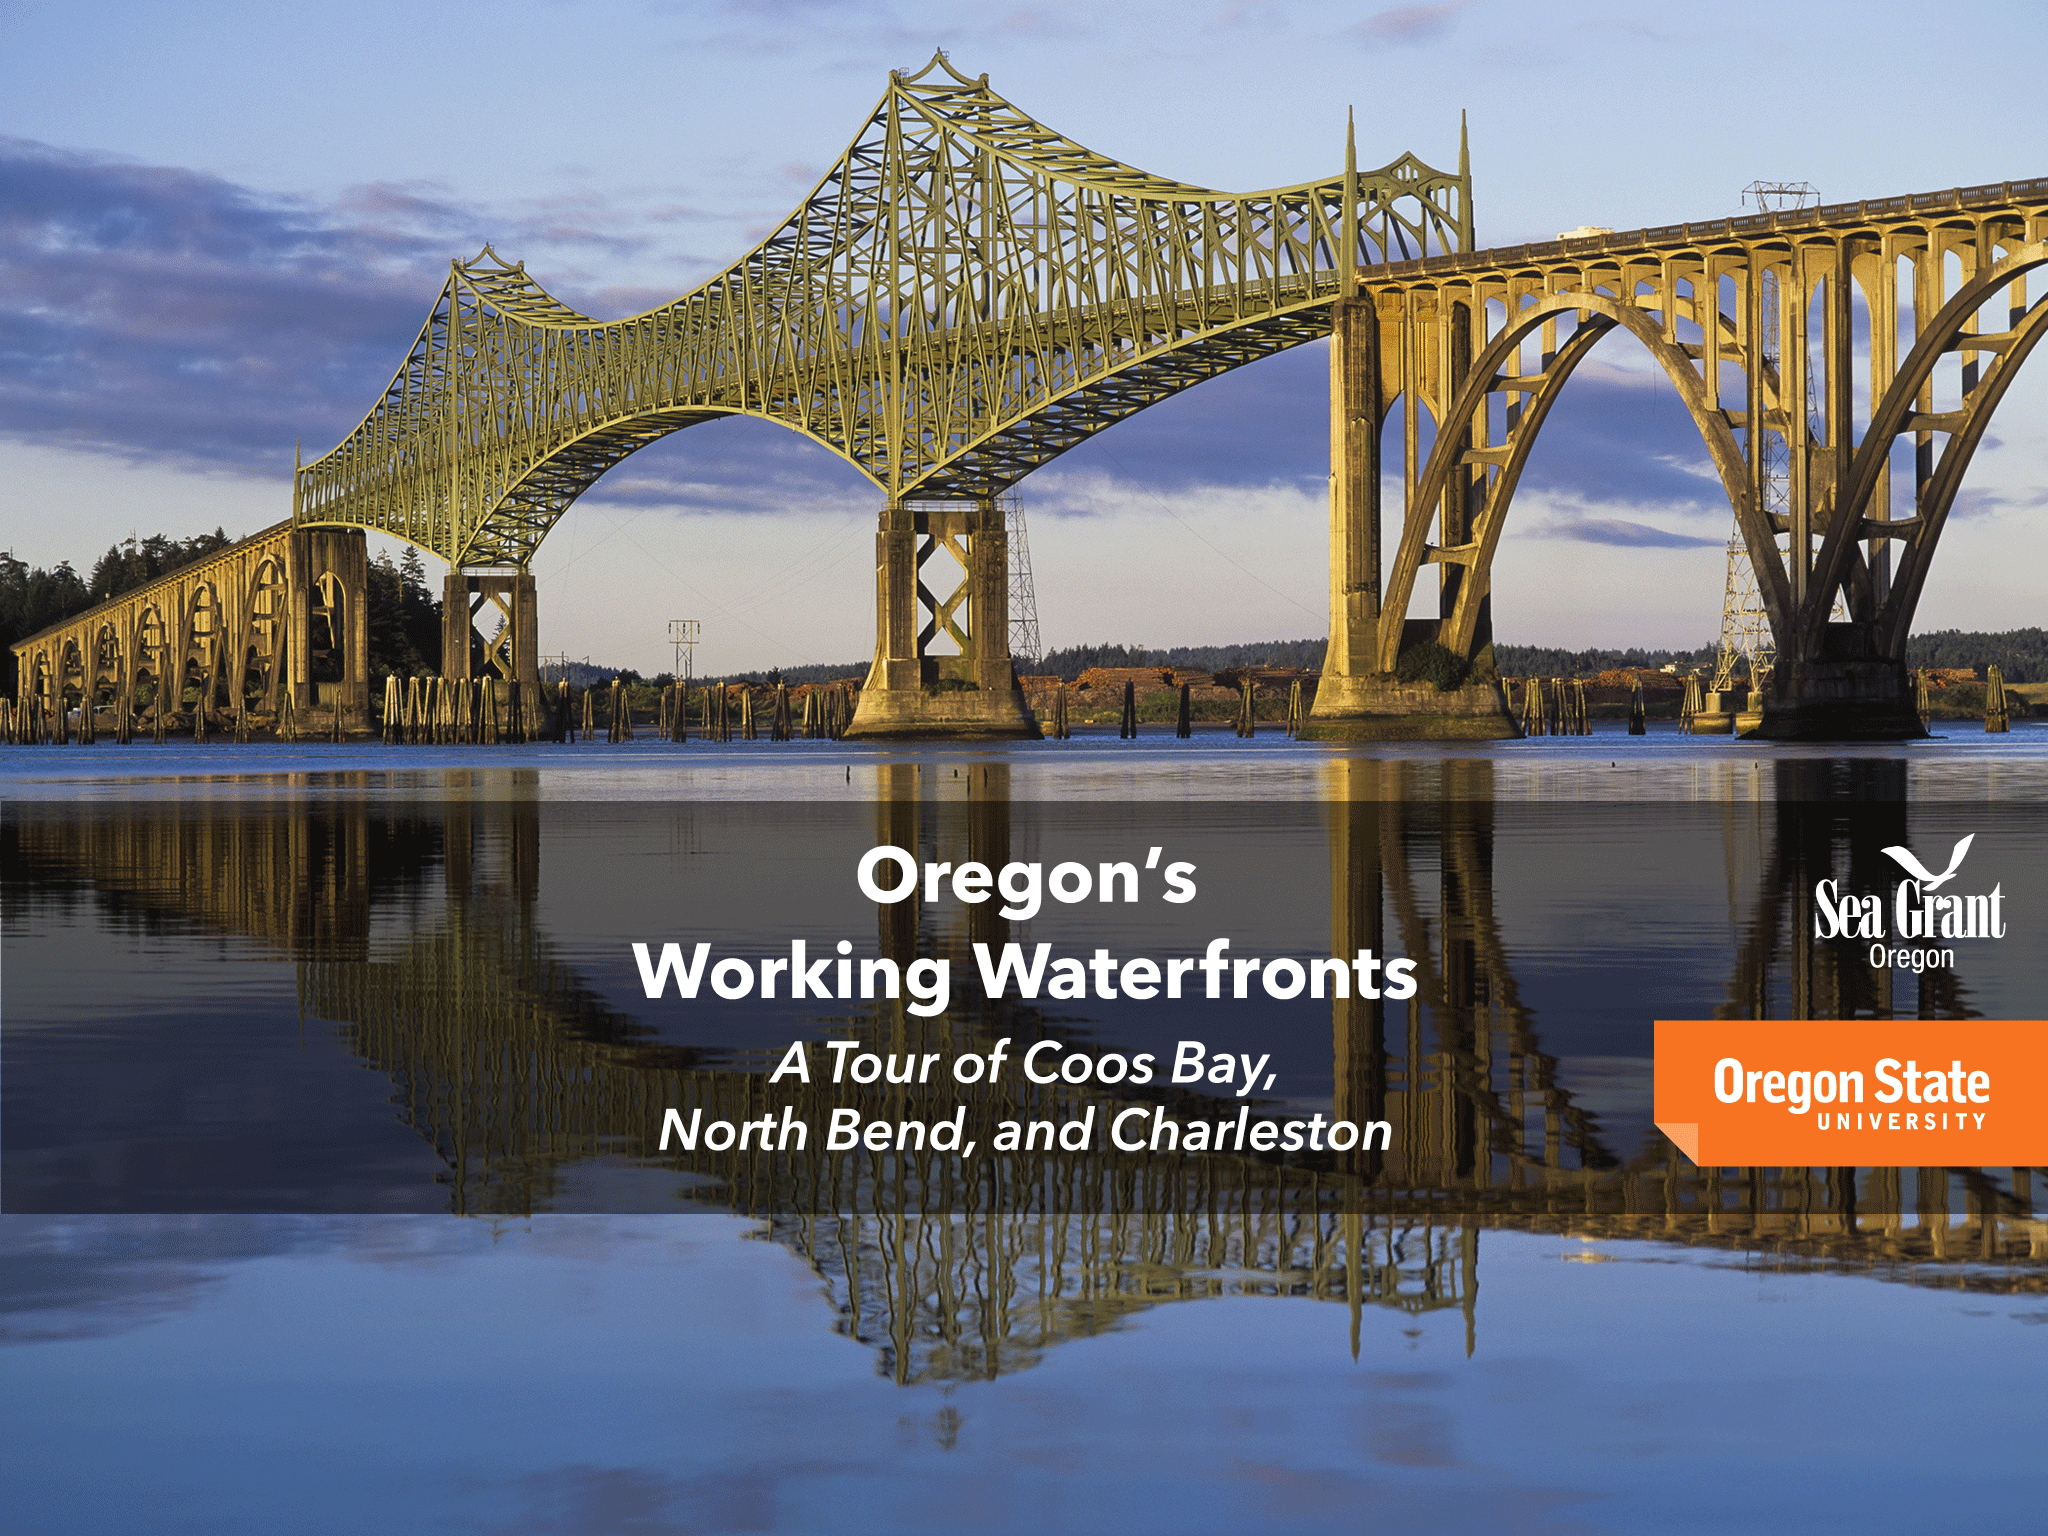 Oregon’s
Working Waterfronts
A Tour of Coos Bay,
North Bend, and Charleston
Sea Grant
Oregon
Oregon State
UNIVERSITY